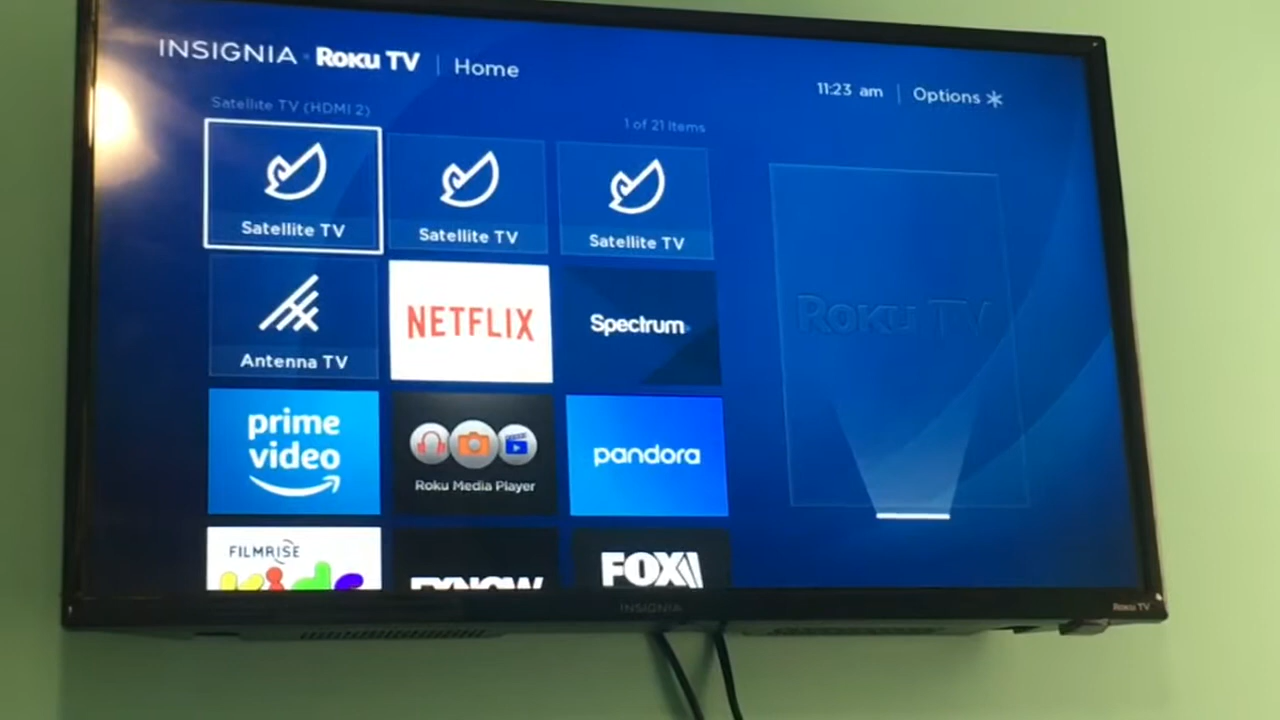 INSIGNIA • Roku TV | Home
11:23 am | Options
Satellite TV (HDMI 2)
1 of 21 Items
Satellite TV
Satellite TV
Satellite TV
Antenna TV
NETFLIX
Spectrum
prime video
Roku Media Player
pandora
FILMRISE
kids
FXNOW
FOX
Roku TV
INSIGNIA
Roku TV